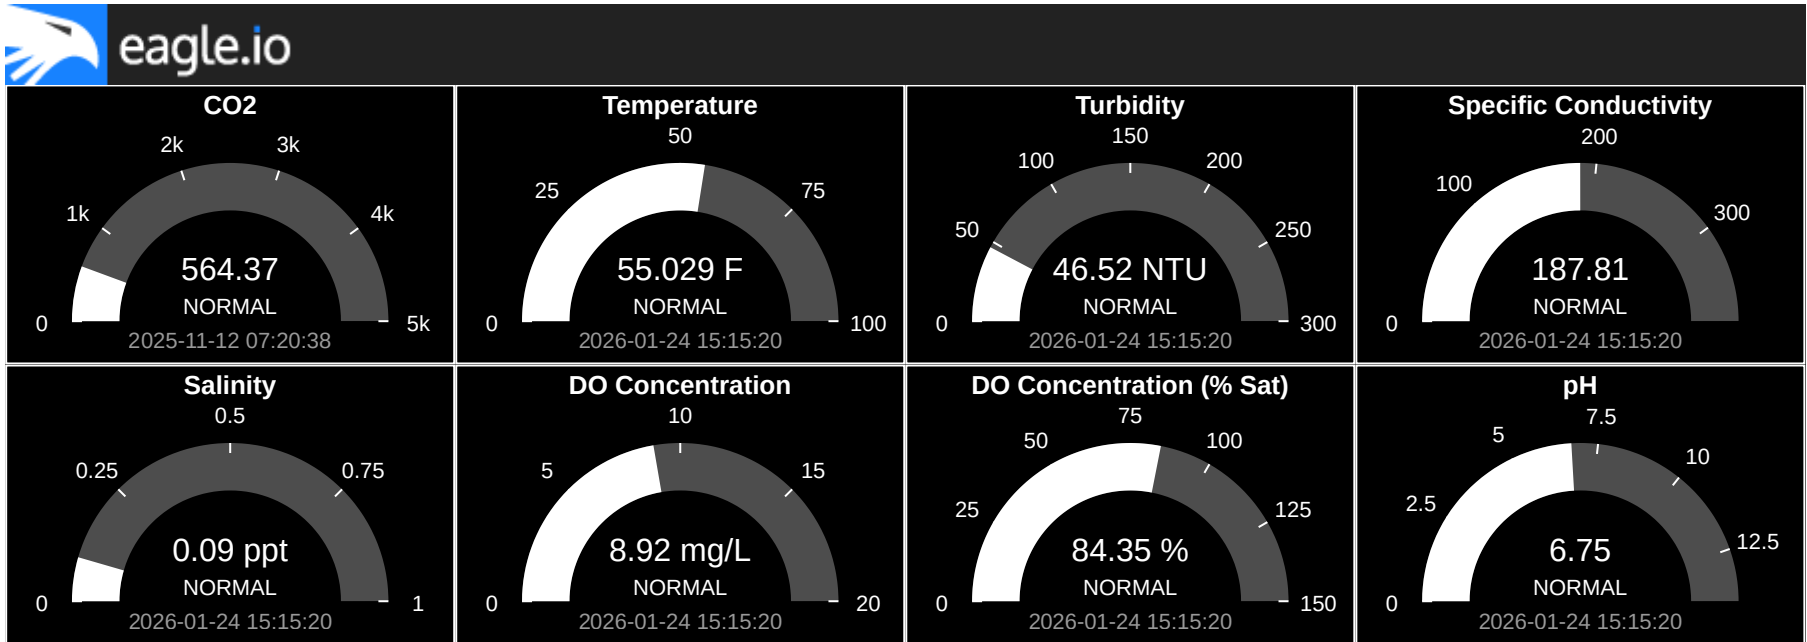 eagle.io
CO2
0
1k
2k
3k
4k
5k
564.37
NORMAL
2025-11-12 07:20:38
Temperature
0
25
50
75
100
55.029 F
NORMAL
2026-01-24 15:15:20
Turbidity
0
50
100
150
200
250
300
46.52 NTU
NORMAL
2026-01-24 15:15:20
Specific Conductivity
0
100
200
300
187.81
NORMAL
2026-01-24 15:15:20
Salinity
0
0.25
0.5
0.75
1
0.09 ppt
NORMAL
2026-01-24 15:15:20
DO Concentration
0
5
10
15
20
8.92 mg/L
NORMAL
2026-01-24 15:15:20
DO Concentration (% Sat)
0
25
50
75
100
125
150
84.35 %
NORMAL
2026-01-24 15:15:20
pH
0
2.5
5
7.5
10
12.5
6.75
NORMAL
2026-01-24 15:15:20